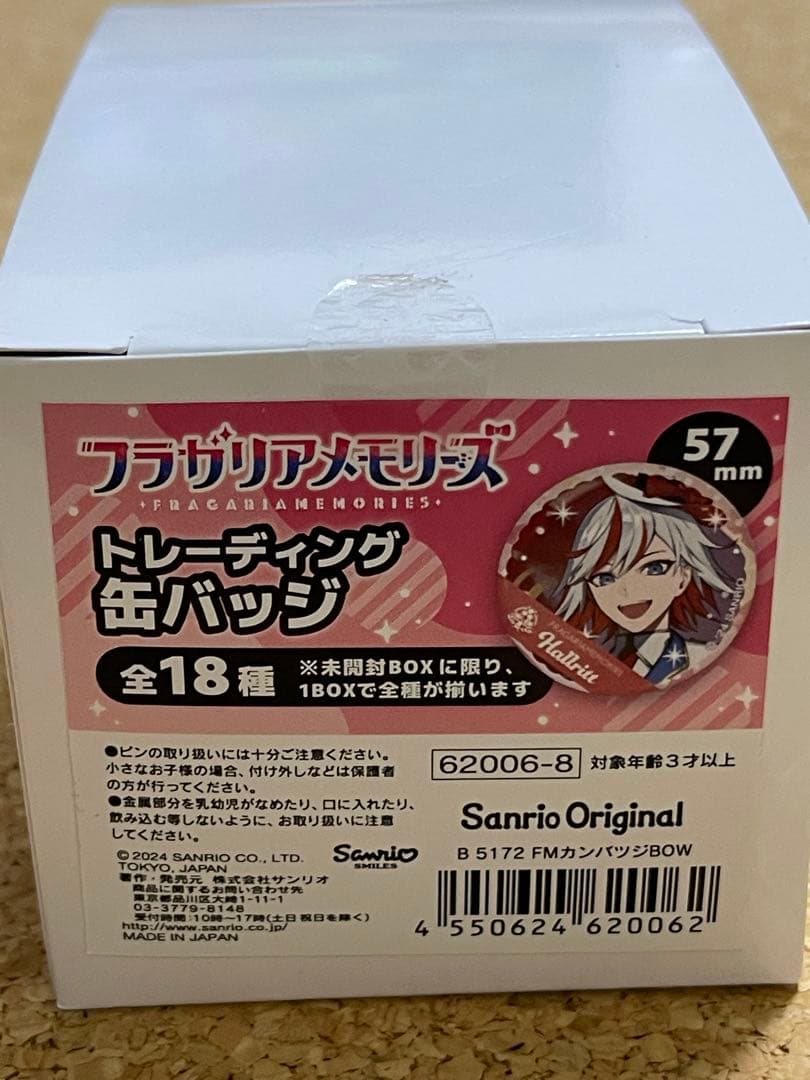 フラガリアメモリーズ
FRAGARIAMEMORIES
57
mm
トレーディング
缶バッジ
全18種
※未開封BOXに限り、
1BOXで全種が揃います
FRAGARIAMEMORIES
Hallritt
©'24 SANRIO
●ピンの取り扱いには十分ご注意ください。
小さなお子様の場合、付け外しなどは保護者
の方が行ってください。
●金属部分を乳幼児がなめたり、口に入れたり、
飲み込む等しないように、お取り扱いに注意
してください。
© 2024 SANRIO CO., LTD.
TOKYO, JAPAN
著作・発売元 株式会社サンリオ
商品に関するお問い合わせ先
東京都品川区大崎1-11-1
03-3779-8148
受付時間:10時〜17時(土日祝日を除く)
http://www.sanrio.co.jp/
MADE IN JAPAN
Sanrio
SMILES
62006-8 対象年齢3才以上
Sanrio Original
B 5172 FMカンバツジBOW
4 550624 620062